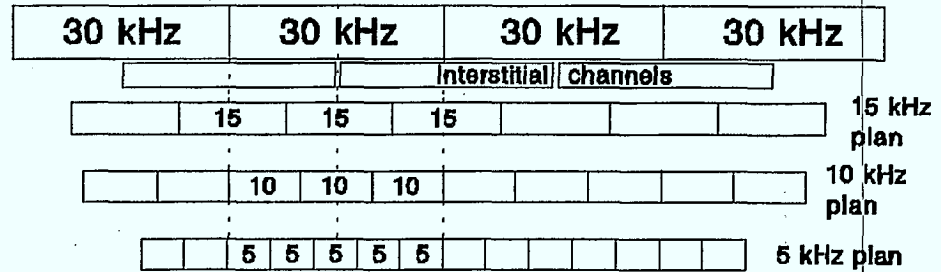 30 kHz 30 kHz 30 kHz 30 kHz
Interstitial channels
15 15 15 15 kHz plan
10 10 10 10 kHz plan
5 5 5 5 5 5 kHz plan